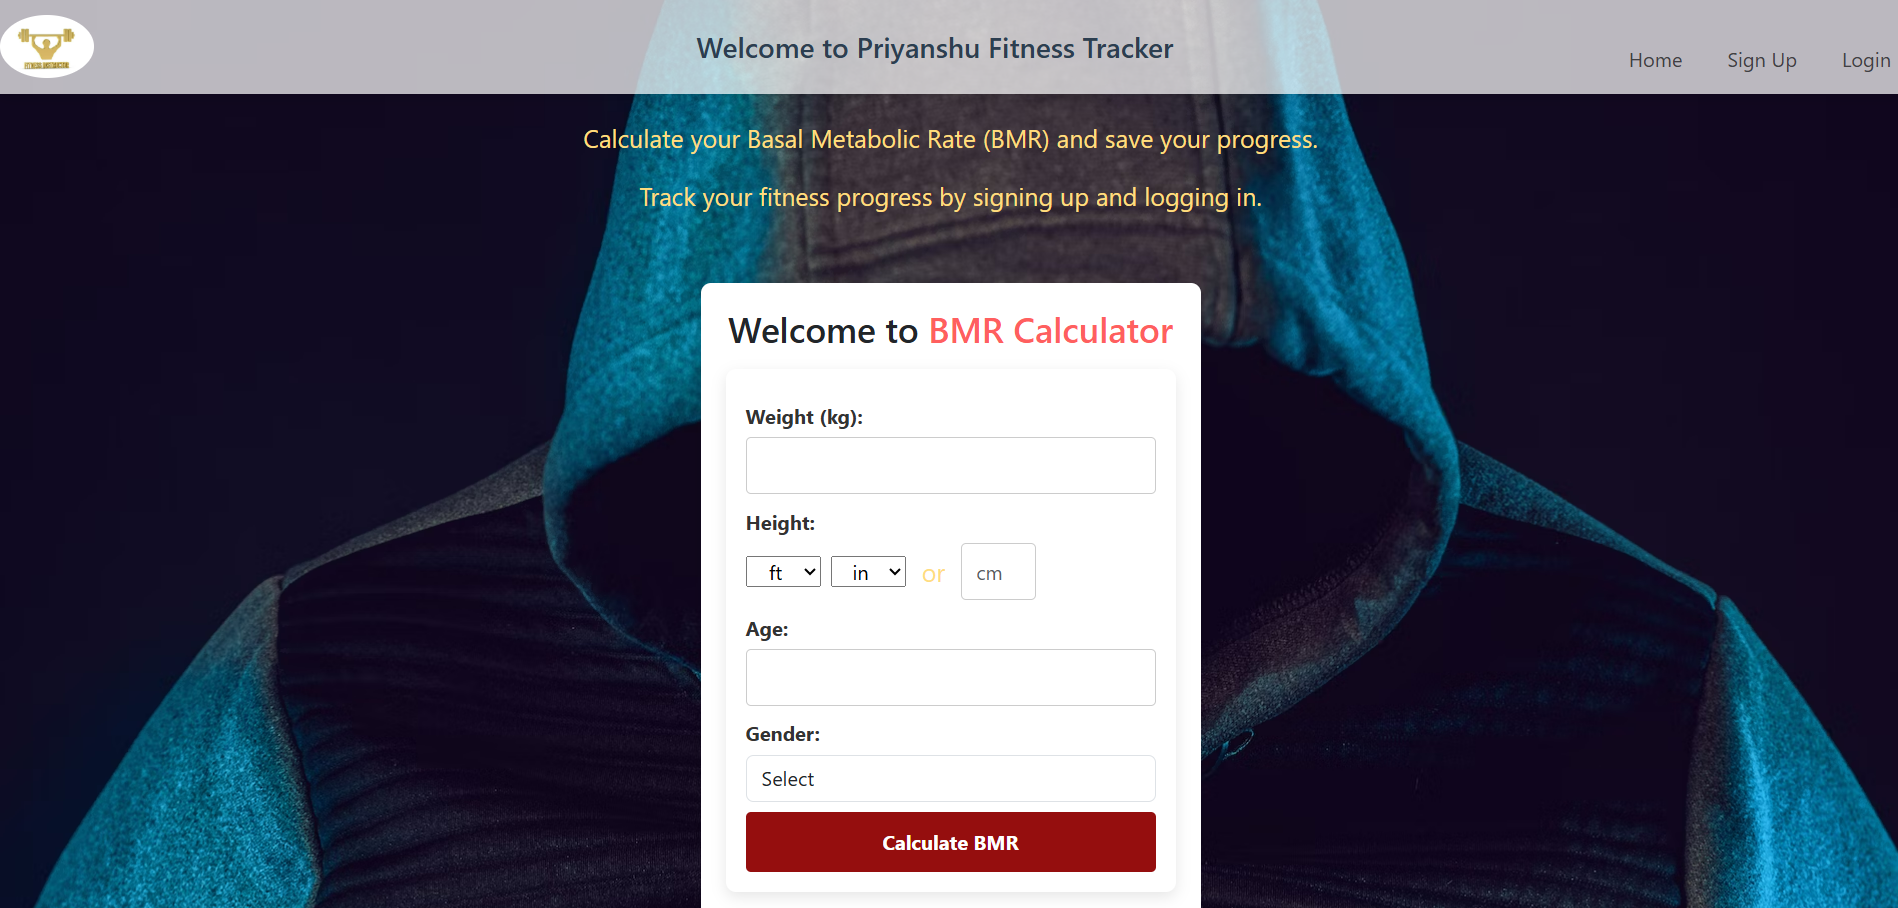 Welcome to Priyanshu Fitness Tracker
Home Sign Up Login
Calculate your Basal Metabolic Rate (BMR) and save your progress.
Track your fitness progress by signing up and logging in.
Welcome to BMR Calculator
Weight (kg):
Height:
ft in or cm
Age:
Gender:
Select
Calculate BMR